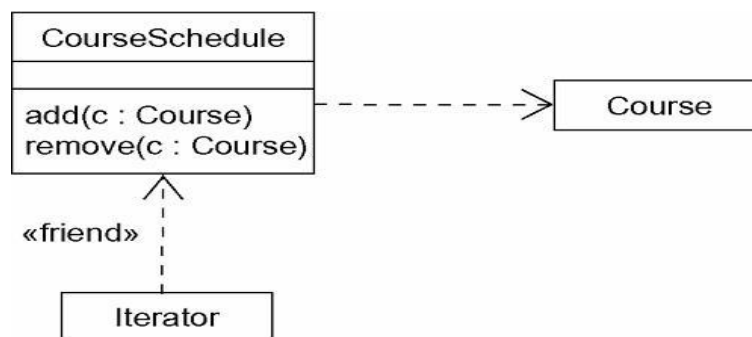 CourseSchedule
add(c : Course)
remove(c : Course)
Course
«friend»
Iterator